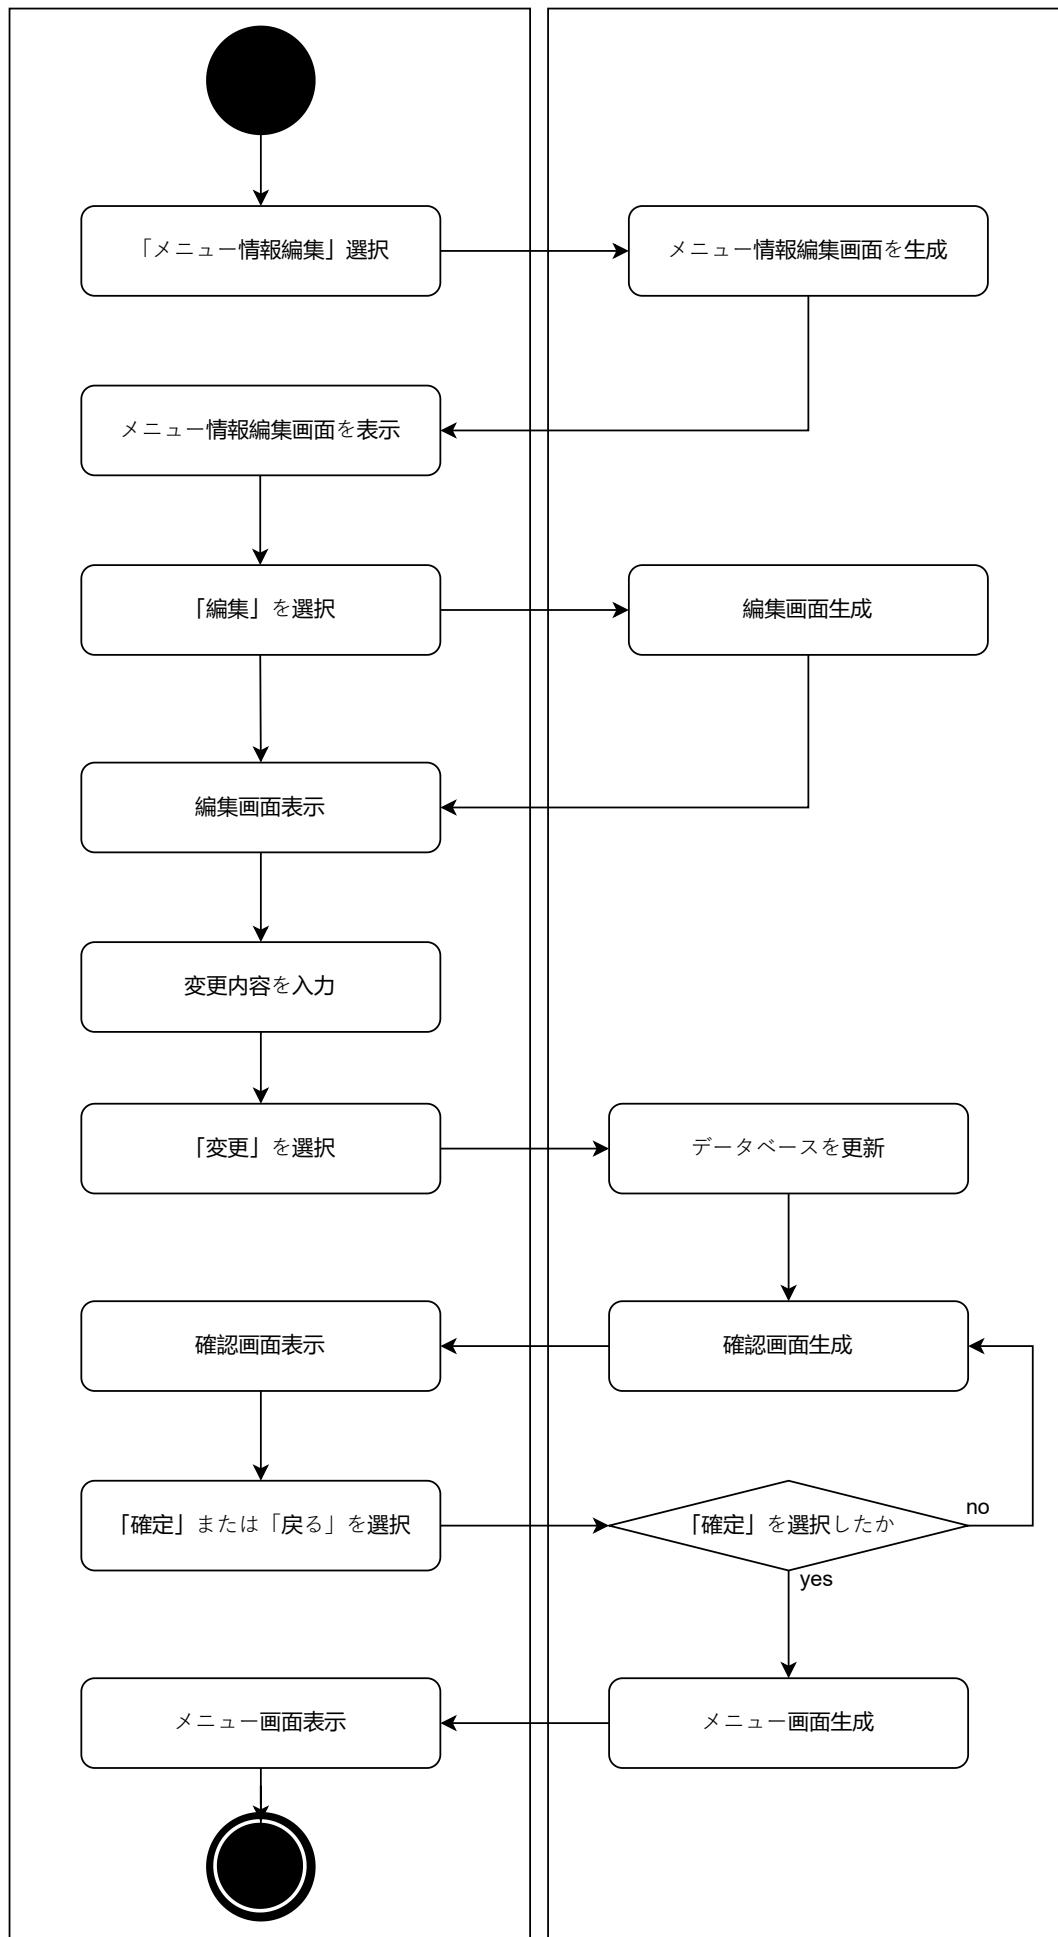 「メニュー情報編集」選択
メニュー情報編集画面を生成
メニュー情報編集画面を表示
「編集」を選択
編集画面生成
編集画面表示
変更内容を入力
「変更」を選択
データベースを更新
確認画面表示
確認画面生成
「確定」または「戻る」を選択
「確定」を選択したか
no
yes
メニュー画面表示
メニュー画面生成